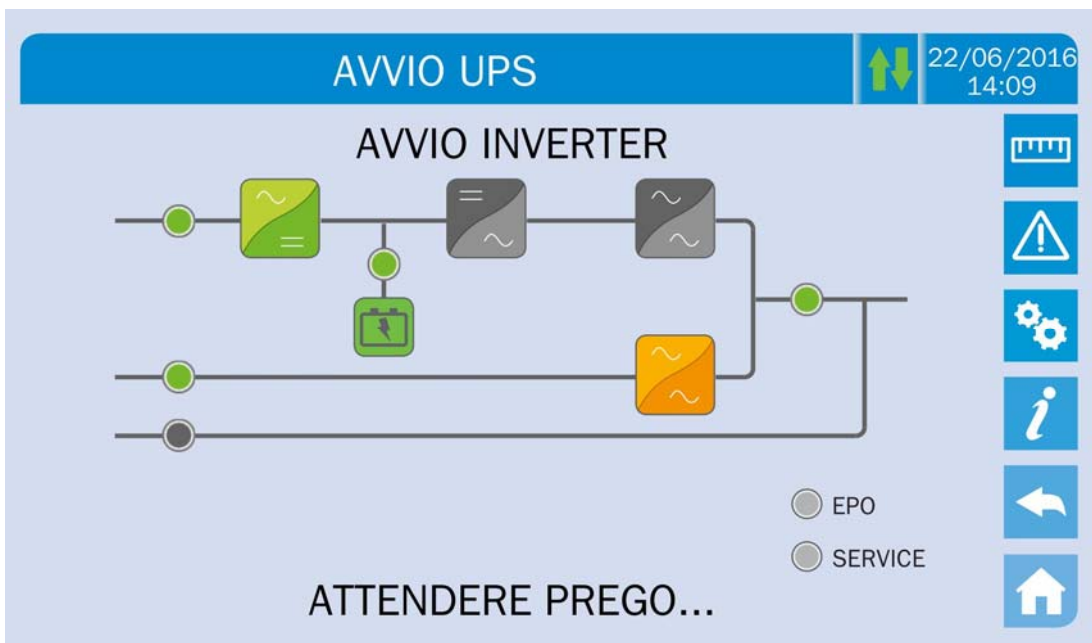 AVVIO UPS
22/06/2016
14:09
AVVIO INVERTER
EPO
SERVICE
ATTENDERE PREGO...